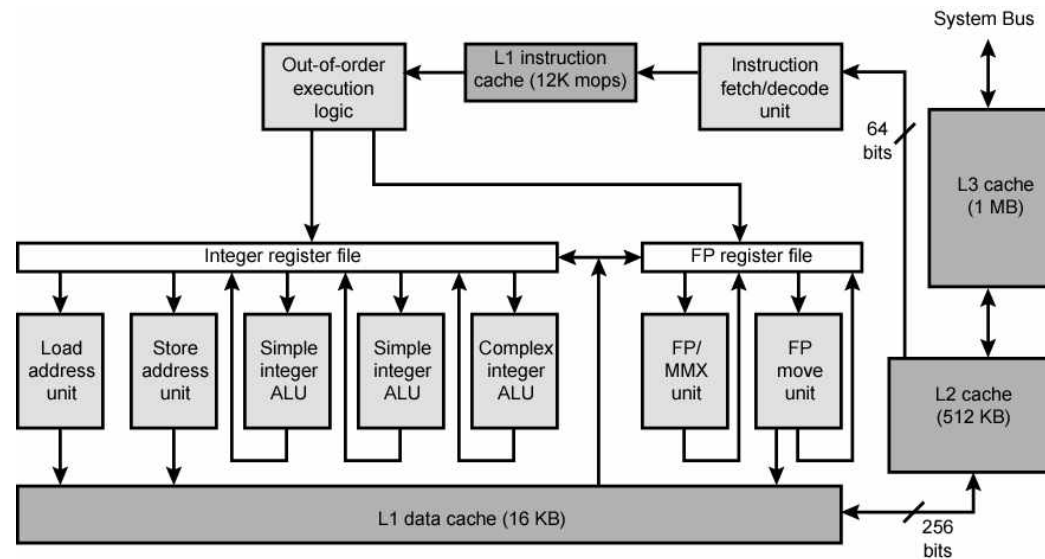 System Bus
Out-of-order
execution
logic
L1 instruction
cache (12K mops)
Instruction
fetch/decode
unit
64
bits
L3 cache
(1 MB)
Integer register file
FP register file
Load
address
unit
Store
address
unit
Simple
integer
ALU
Simple
integer
ALU
Complex
integer
ALU
FP/
MMX
unit
FP
move
unit
L2 cache
(512 KB)
L1 data cache (16 KB)
256
bits